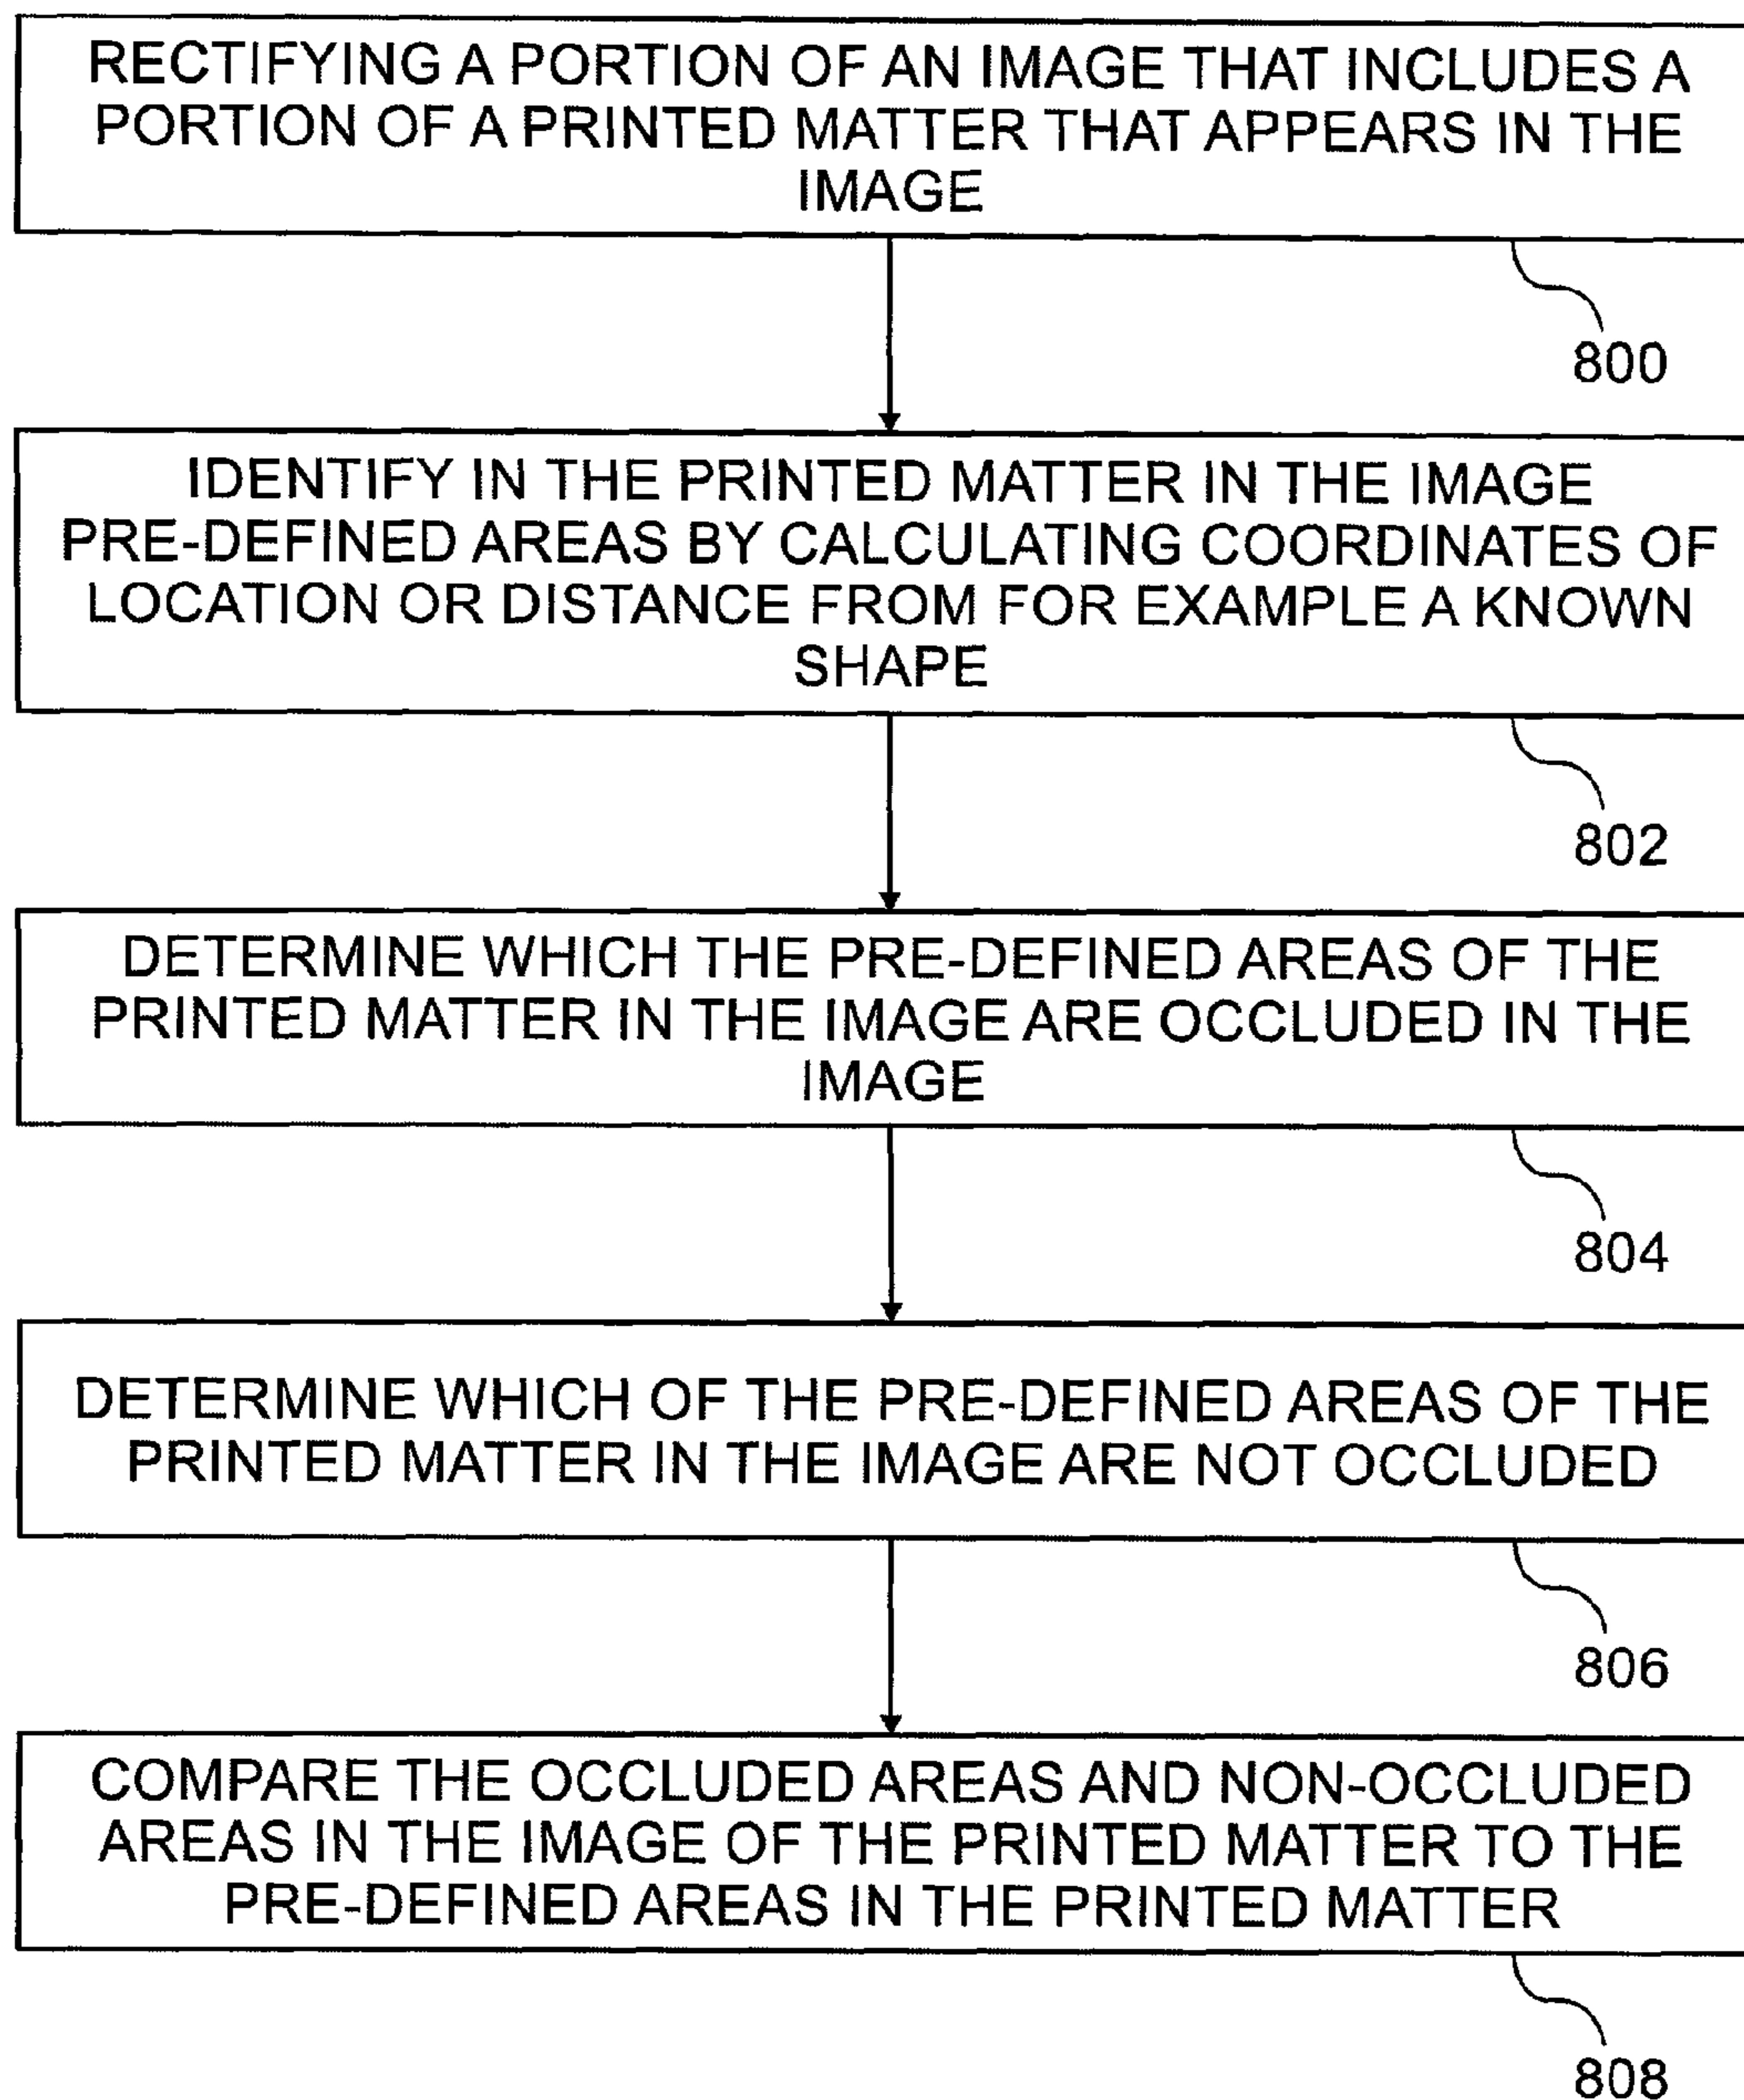 RECTIFYING A PORTION OF AN IMAGE THAT INCLUDES A
PORTION OF A PRINTED MATTER THAT APPEARS IN THE
IMAGE
800
IDENTIFY IN THE PRINTED MATTER IN THE IMAGE
PRE-DEFINED AREAS BY CALCULATING COORDINATES OF
LOCATION OR DISTANCE FROM FOR EXAMPLE A KNOWN
SHAPE
802
DETERMINE WHICH THE PRE-DEFINED AREAS OF THE
PRINTED MATTER IN THE IMAGE ARE OCCLUDED IN THE
IMAGE
804
DETERMINE WHICH OF THE PRE-DEFINED AREAS OF THE
PRINTED MATTER IN THE IMAGE ARE NOT OCCLUDED
806
COMPARE THE OCCLUDED AREAS AND NON-OCCLUDED
AREAS IN THE IMAGE OF THE PRINTED MATTER TO THE
PRE-DEFINED AREAS IN THE PRINTED MATTER
808